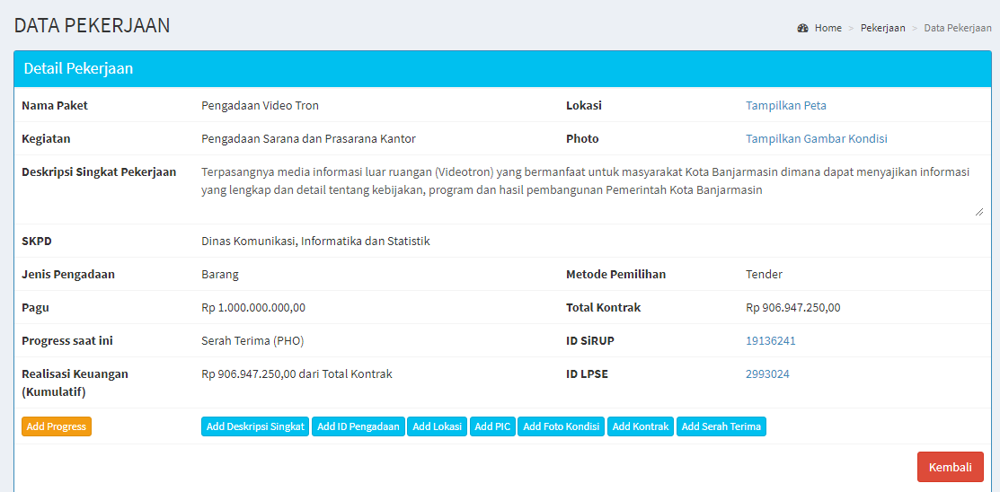 DATA PEKERJAAN
Home > Pekerjaan > Data Pekerjaan
Detail Pekerjaan
Nama Paket Pengadaan Video Tron Lokasi Tampilkan Peta
Kegiatan Pengadaan Sarana dan Prasarana Kantor Photo Tampilkan Gambar Kondisi
Deskripsi Singkat Pekerjaan Terpasangnya media informasi luar ruangan (Videotron) yang bermanfaat untuk masyarakat Kota Banjarmasin dimana dapat menyajikan informasi
yang lengkap dan detail tentang kebijakan, program dan hasil pembangunan Pemerintah Kota Banjarmasin
SKPD Dinas Komunikasi, Informatika dan Statistik
Jenis Pengadaan Barang Metode Pemilihan Tender
Pagu Rp 1.000.000.000,00 Total Kontrak Rp 906.947.250,00
Progress saat ini Serah Terima (PHO) ID SiRUP 19136241
Realisasi Keuangan Rp 906.947.250,00 dari Total Kontrak ID LPSE 2993024
(Kumulatif)
Add Progress Add Deskripsi Singkat Add ID Pengadaan Add Lokasi Add PIC Add Foto Kondisi Add Kontrak Add Serah Terima
Kembali